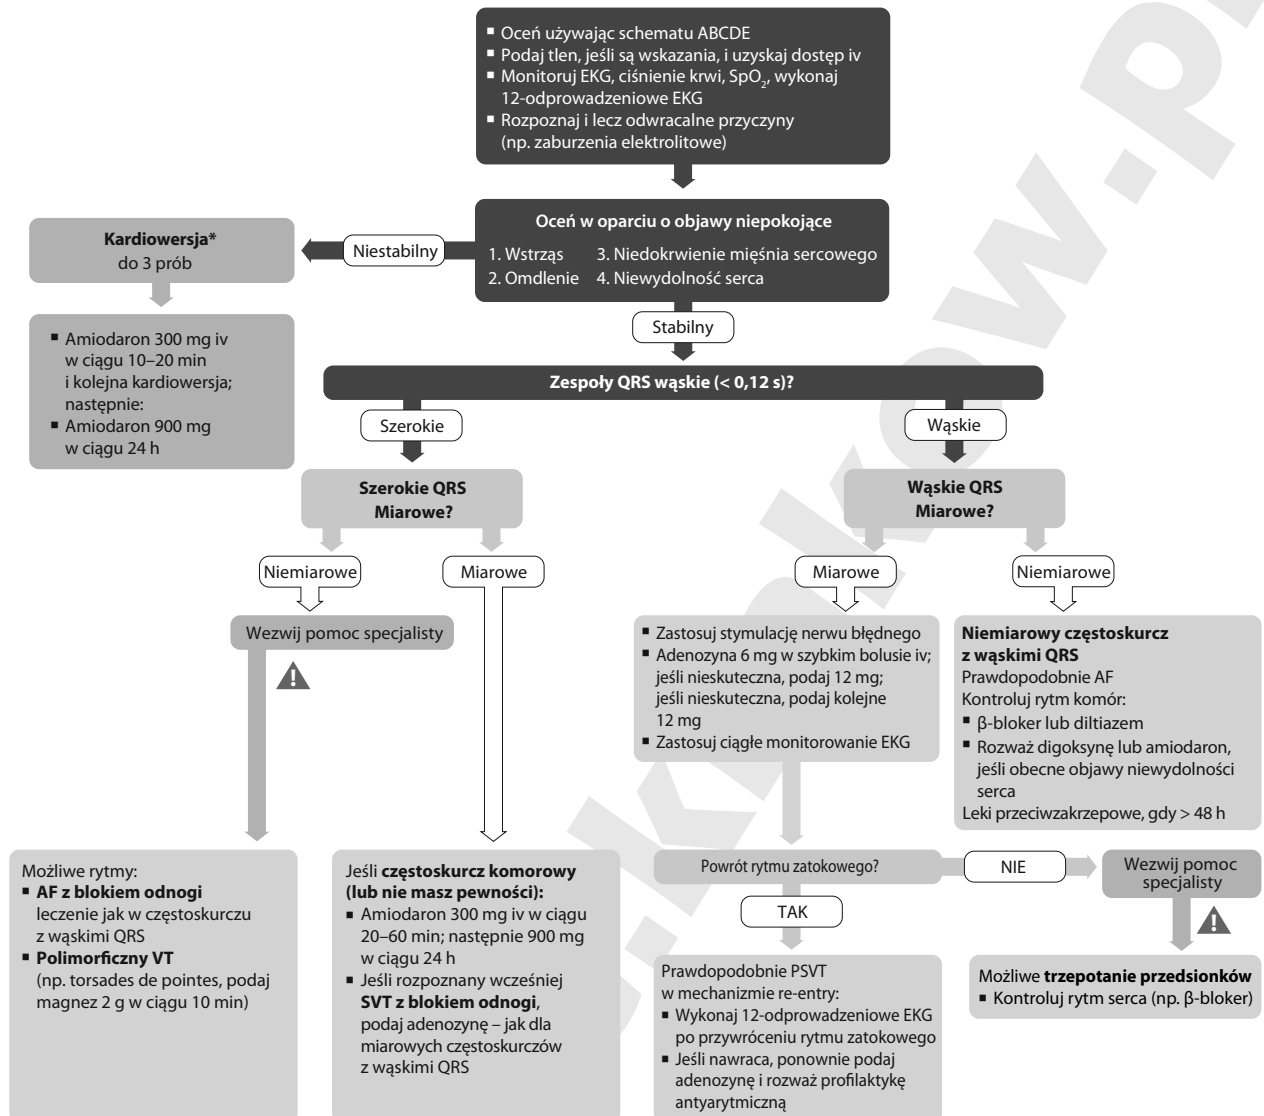 ▪ Oceń używając schematu ABCDE
▪ Podaj tlen, jeśli są wskazania, i uzyskaj dostęp iv
▪ Monitoruj EKG, ciśnienie krwi, SpO₂, wykonaj
12-odprowadzeniowe EKG
▪ Rozpoznaj i lecz odwracalne przyczyny
(np. zaburzenia elektrolitowe)
Oceń w oparciu o objawy niepokojące
1. Wstrząs 3. Niedokrwienie mięśnia sercowego
2. Omdlenie 4. Niewydolność serca
Niestabilny
Kardiowersja*
do 3 prób
▪ Amiodaron 300 mg iv
w ciągu 10–20 min
i kolejna kardiowersja;
następnie:
▪ Amiodaron 900 mg
w ciągu 24 h
Stabilny
Zespoły QRS wąskie (< 0,12 s)?
Szerokie
Wąskie
Szerokie QRS
Miarowe?
Wąskie QRS
Miarowe?
Niemiarowe
Miarowe
Miarowe
Niemiarowe
Wezwij pomoc specjalisty
!
▪ Zastosuj stymulację nerwu błędnego
▪ Adenozyna 6 mg w szybkim bolusie iv;
jeśli nieskuteczna, podaj 12 mg;
jeśli nieskuteczna, podaj kolejne
12 mg
▪ Zastosuj ciągłe monitorowanie EKG
Niemiarowy częstoskurcz
z wąskimi QRS
Prawdopodobnie AF
Kontroluj rytm komór:
▪ β-bloker lub diltiazem
▪ Rozważ digoksynę lub amiodaron,
jeśli obecne objawy niewydolności
serca
Leki przeciwzakrzepowe, gdy > 48 h
Możliwe rytmy:
▪ AF z blokiem odnogi
leczenie jak w częstoskurczu
z wąskimi QRS
▪ Polimorficzny VT
(np. torsades de pointes, podaj
magnez 2 g w ciągu 10 min)
Jeśli częstoskurcz komorowy
(lub nie masz pewności):
▪ Amiodaron 300 mg iv w ciągu
20–60 min; następnie 900 mg
w ciągu 24 h
▪ Jeśli rozpoznany wcześniej
SVT z blokiem odnogi,
podaj adenozynę – jak dla
miarowych częstoskurczów
z wąskimi QRS
Powrót rytmu zatokowego?
NIE
Wezwij pomoc
specjalisty
!
TAK
Prawdopodobnie PSVT
w mechanizmie re-entry:
▪ Wykonaj 12-odprowadzeniowe EKG
po przywróceniu rytmu zatokowego
▪ Jeśli nawraca, ponownie podaj
adenozynę i rozważ profilaktykę
antyarytmiczną
Możliwe trzepotanie przedsionków
▪ Kontroluj rytm serca (np. β-bloker)